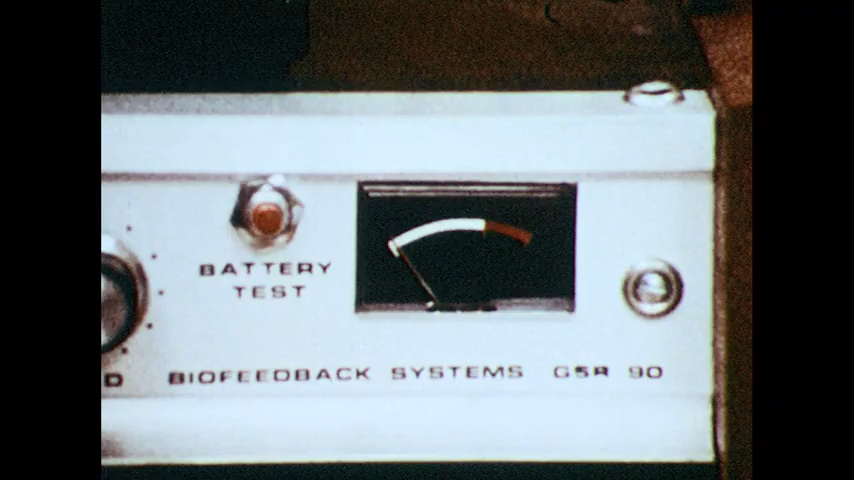 BATTERY
TEST
D BIOFEEDBACK SYSTEMS GSR 90